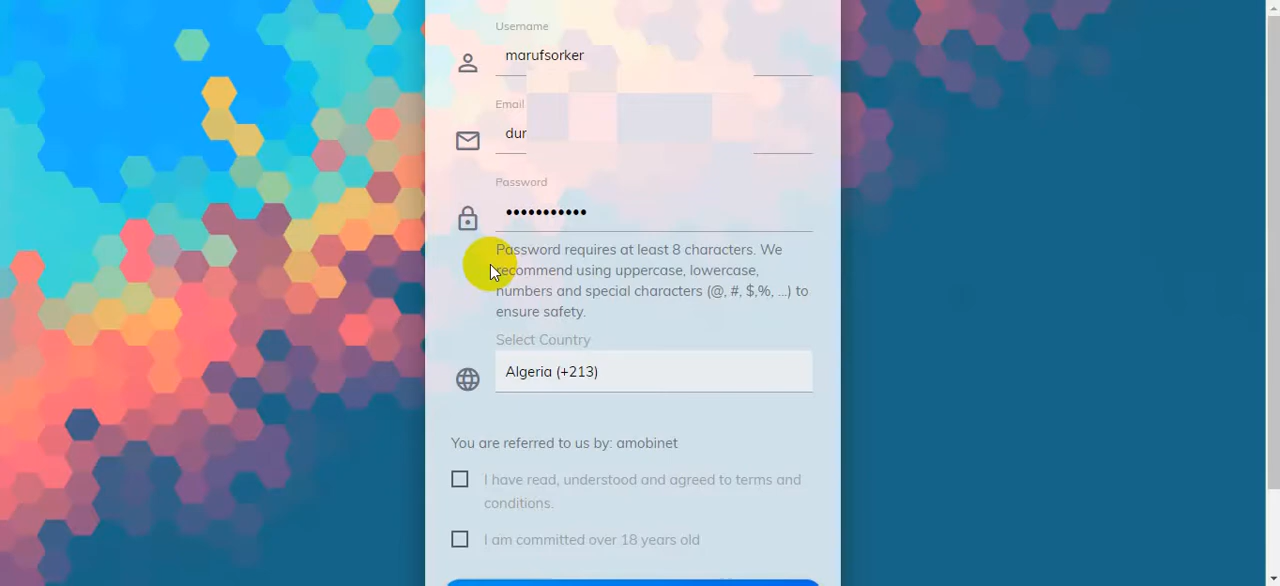 Username
marufsorker
Email
dur
Password
•••••••••••
Password requires at least 8 characters. We
recommend using uppercase, lowercase,
numbers and special characters (@, #, $,%, ...) to
ensure safety.
Select Country
Algeria (+213)
You are referred to us by: amobinet
I have read, understood and agreed to terms and
conditions.
I am committed over 18 years old